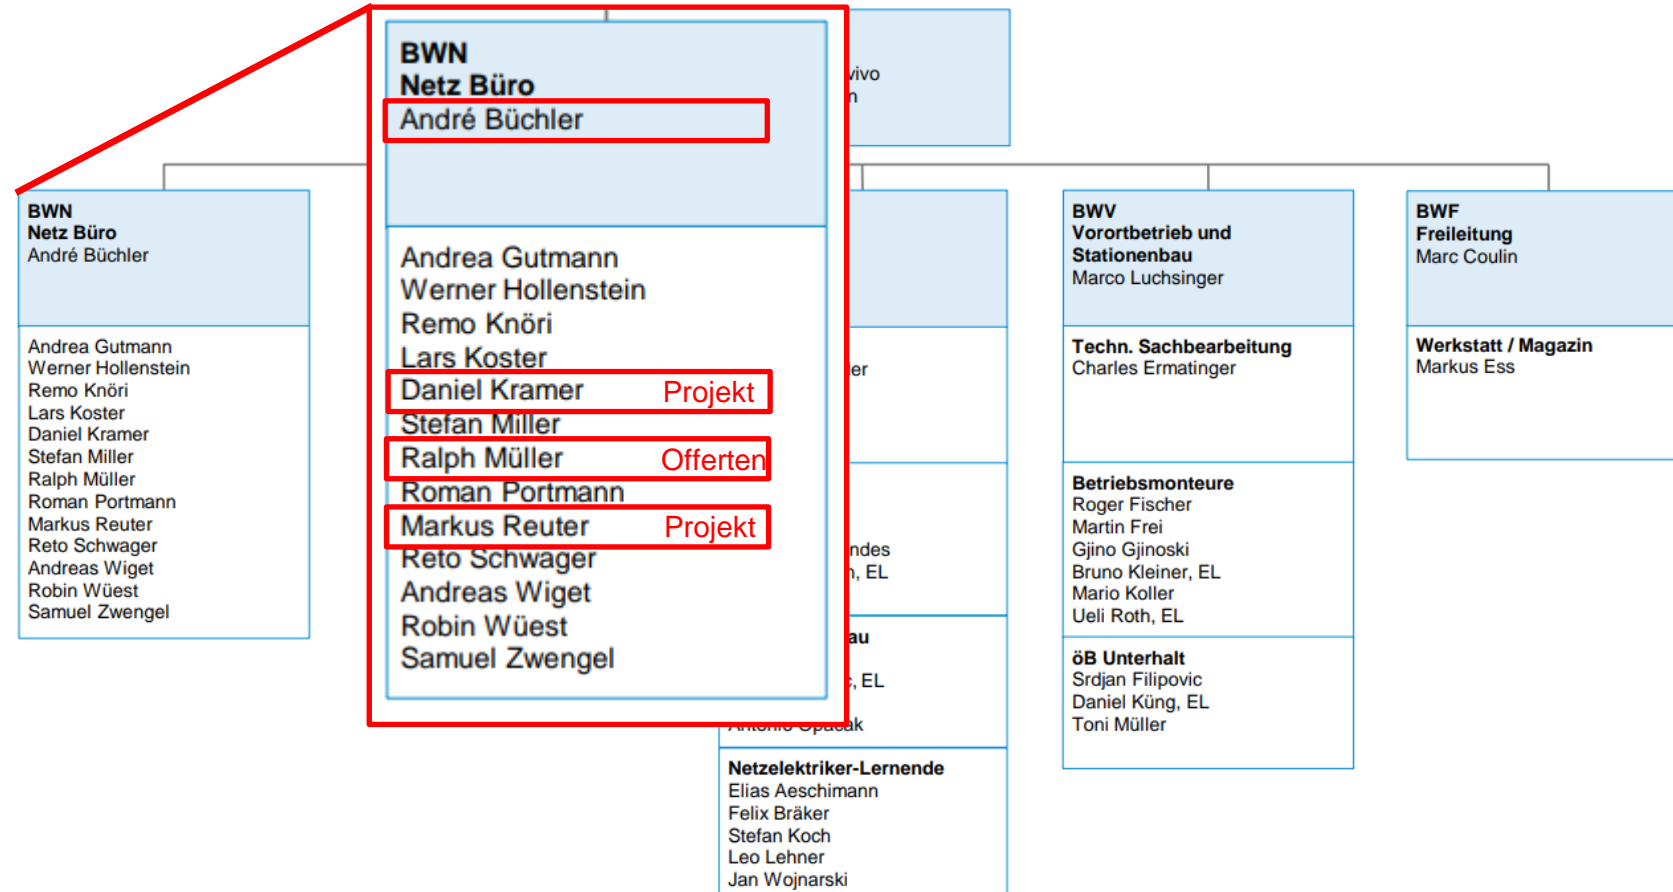 BWN
Netz Büro
André Büchler
Andrea Gutmann
Werner Hollenstein
Remo Knöri
Lars Koster
Daniel Kramer
Stefan Miller
Ralph Müller
Roman Portmann
Markus Reuter
Reto Schwager
Andreas Wiget
Robin Wüest
Samuel Zwengel
BWN
Netz Büro
André Büchler
Andrea Gutmann
Werner Hollenstein
Remo Knöri
Lars Koster
Daniel Kramer Projekt
Stefan Miller
Ralph Müller Offerten
Roman Portmann
Markus Reuter Projekt
Reto Schwager
Andreas Wiget
Robin Wüest
Samuel Zwengel
EL
EL
Netzelektriker-Lernende
Elias Aeschimann
Felix Bräker
Stefan Koch
Leo Lehner
Jan Wojnarski
BWV
Vorortbetrieb und
Stationenbau
Marco Luchsinger
Techn. Sachbearbeitung
Charles Ermatinger
Betriebsmonteure
Roger Fischer
Martin Frei
Gjino Gjinoski
Bruno Kleiner, EL
Mario Koller
Ueli Roth, EL
öB Unterhalt
Srdjan Filipovic
Daniel Küng, EL
Toni Müller
BWF
Freileitung
Marc Coulin
Werkstatt / Magazin
Markus Ess